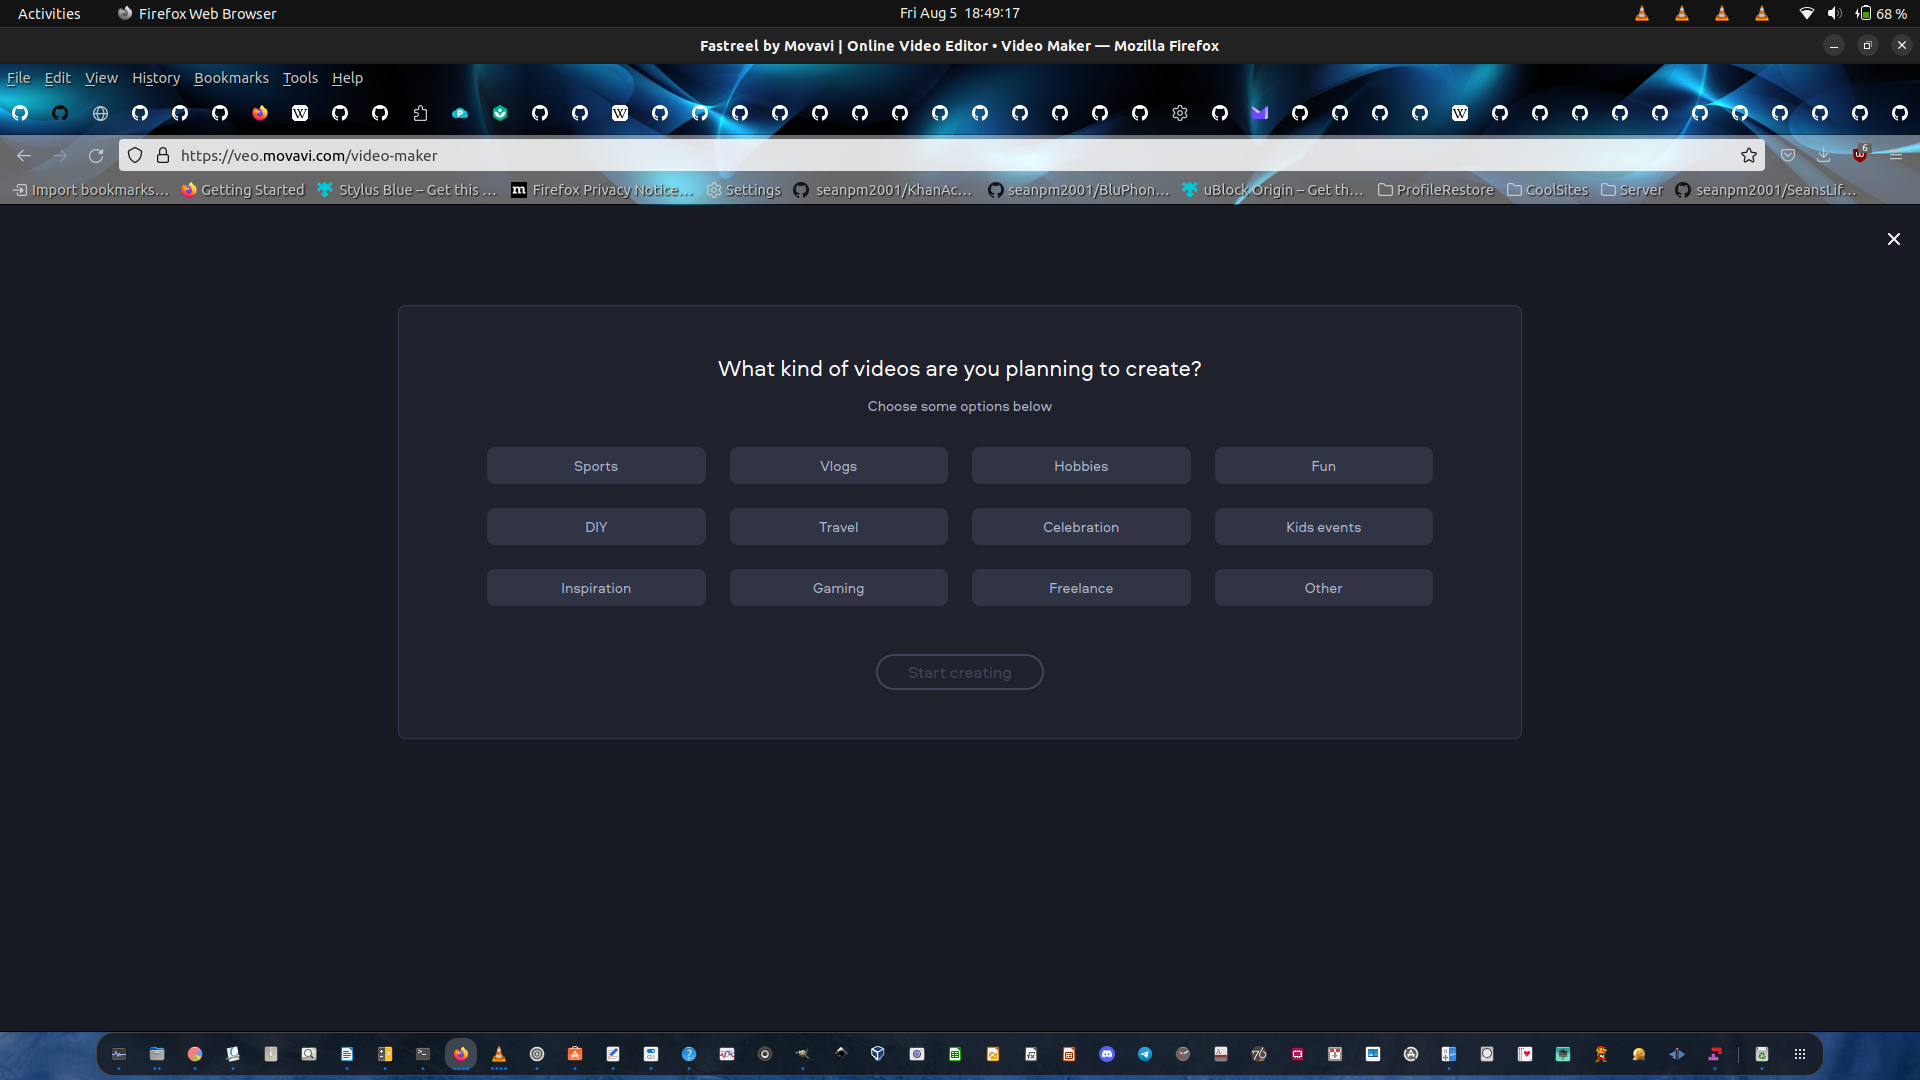 Activities Firefox Web Browser Fri Aug 5 18:49:17 68 %
Fastreel by Movavi | Online Video Editor • Video Maker — Mozilla Firefox
File Edit View History Bookmarks Tools Help
https://veo.movavi.com/video-maker 6
Import bookmarks... Getting Started Stylus Blue – Get this ... Firefox Privacy Notice... Settings seanpm2001/KhanAc... seanpm2001/BluPhon... uBlock Origin – Get th... ProfileRestore CoolSites Server seanpm2001/SeansLif...
What kind of videos are you planning to create?
Choose some options below
Sports Vlogs Hobbies Fun
DIY Travel Celebration Kids events
Inspiration Gaming Freelance Other
Start creating